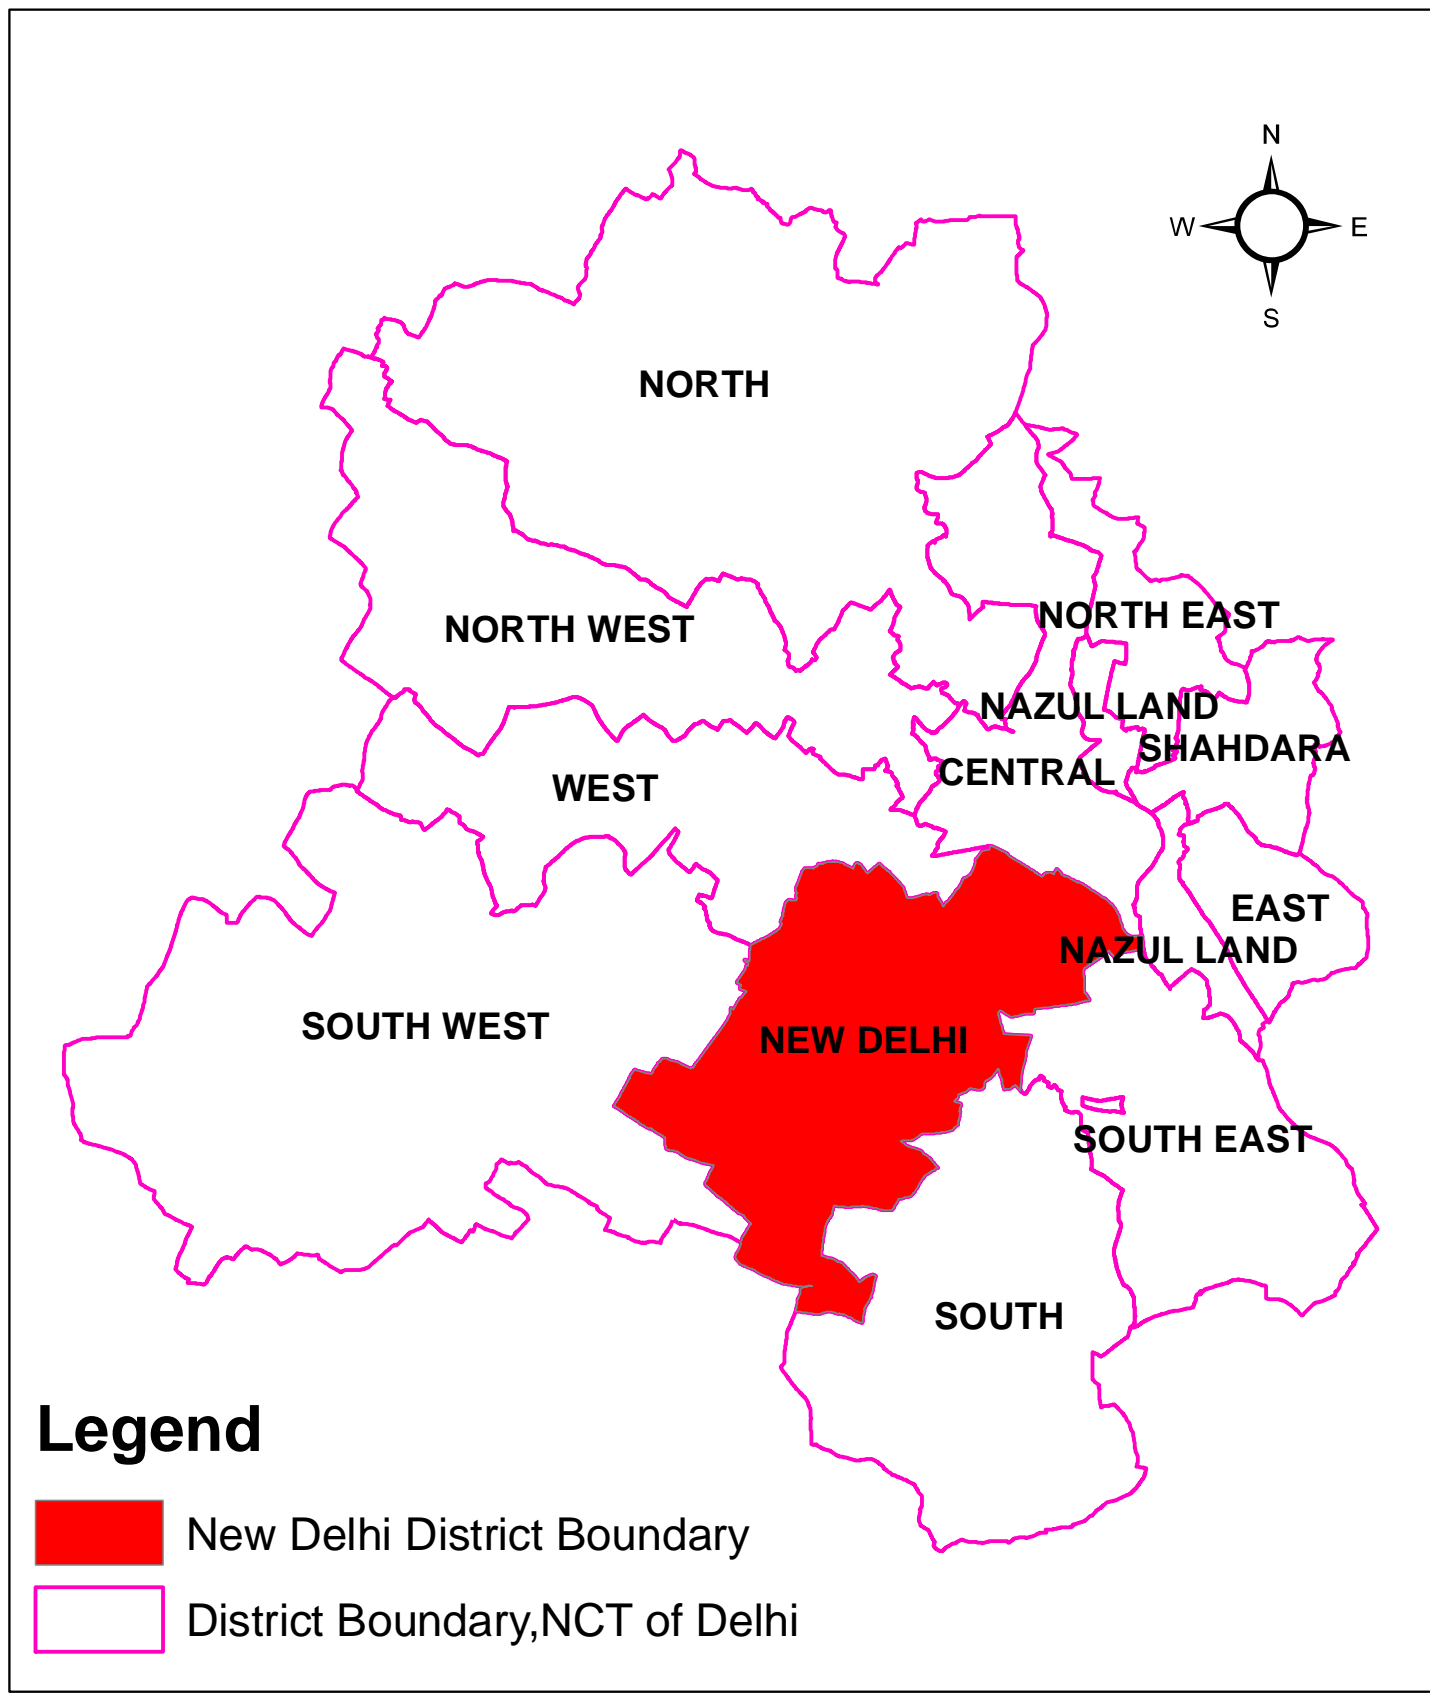 N
W
E
S
NORTH
NORTH EAST
NORTH WEST
NAZUL LAND
SHAHDARA
CENTRAL
WEST
EAST
NAZUL LAND
SOUTH WEST
NEW DELHI
SOUTH EAST
SOUTH
Legend
New Delhi District Boundary
District Boundary,NCT of Delhi